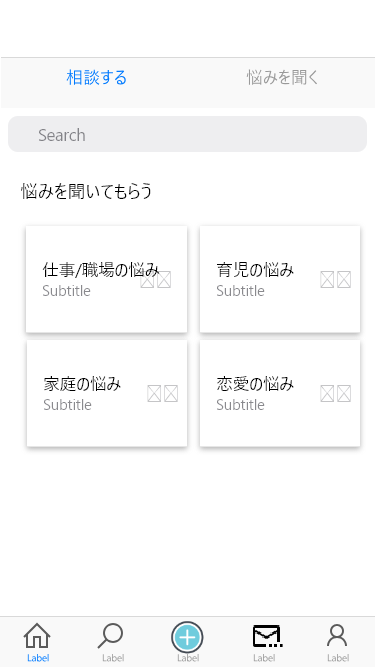 相談する
悩みを聞く
Search
悩みを聞いてもらう
仕事/職場の悩み
Subtitle
育児の悩み
Subtitle
家庭の悩み
Subtitle
恋愛の悩み
Subtitle
Label
Label
Label
Label
Label